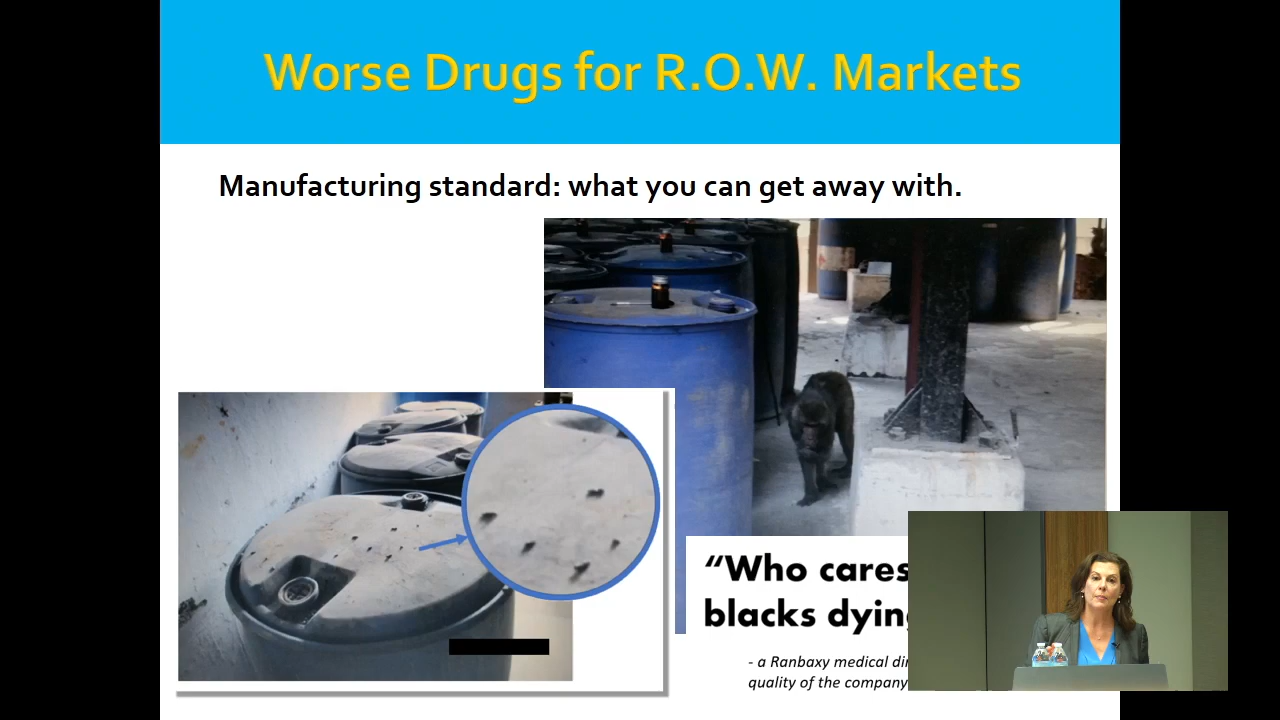 Worse Drugs for R.O.W. Markets
Manufacturing standard: what you can get away with.
“Who cares
blacks dying
- a Ranbaxy medical
quality of the company